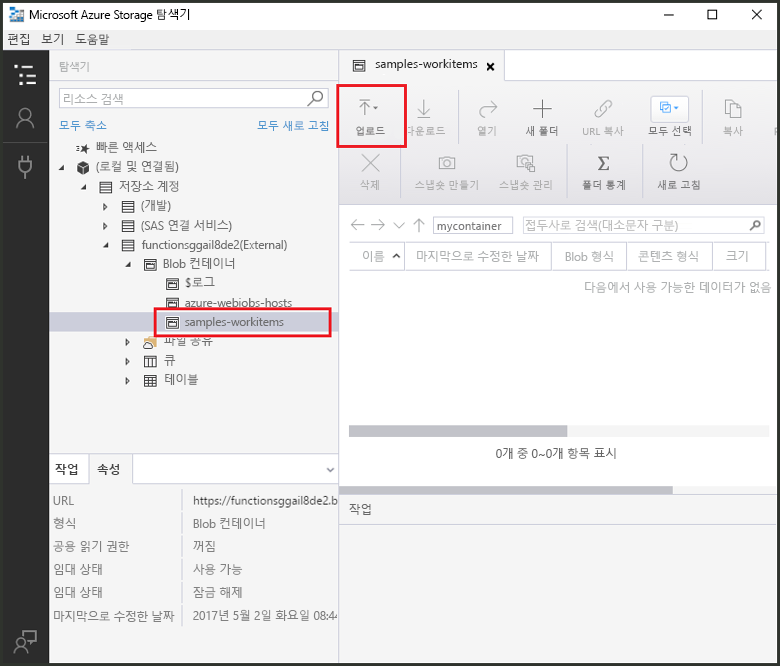 Microsoft Azure Storage 탐색기
편집 보기 도움말
탐색기
리소스 검색
모두 축소 모두 새로 고침
빠른 액세스
(로컬 및 연결됨)
저장소 계정
(개발)
(SAS 연결 서비스)
functionsggail8de2(External)
Blob 컨테이너
$로그
azure-webjobs-hosts
samples-workitems
파일 공유
큐
테이블
작업 속성
URL https://functionsggail8de2.b
형식 Blob 컨테이너
공용 읽기 권한 꺼짐
임대 상태 사용 가능
임대 상태 잠금 해제
마지막으로 수정한 날짜 2017년 5월 2일 화요일 08:44
samples-workitems
업로드 다운로드 열기 새 폴더 URL 복사 모두 선택 복사
삭제 스냅숏 만들기 스냅숏 관리 폴더 통계 새로 고침
mycontainer 접두사로 검색(대소문자 구분)
이름 마지막으로 수정한 날짜 Blob 형식 콘텐츠 형식 크기
다음에서 사용 가능한 데이터가 없음
0개 중 0~0개 항목 표시
작업